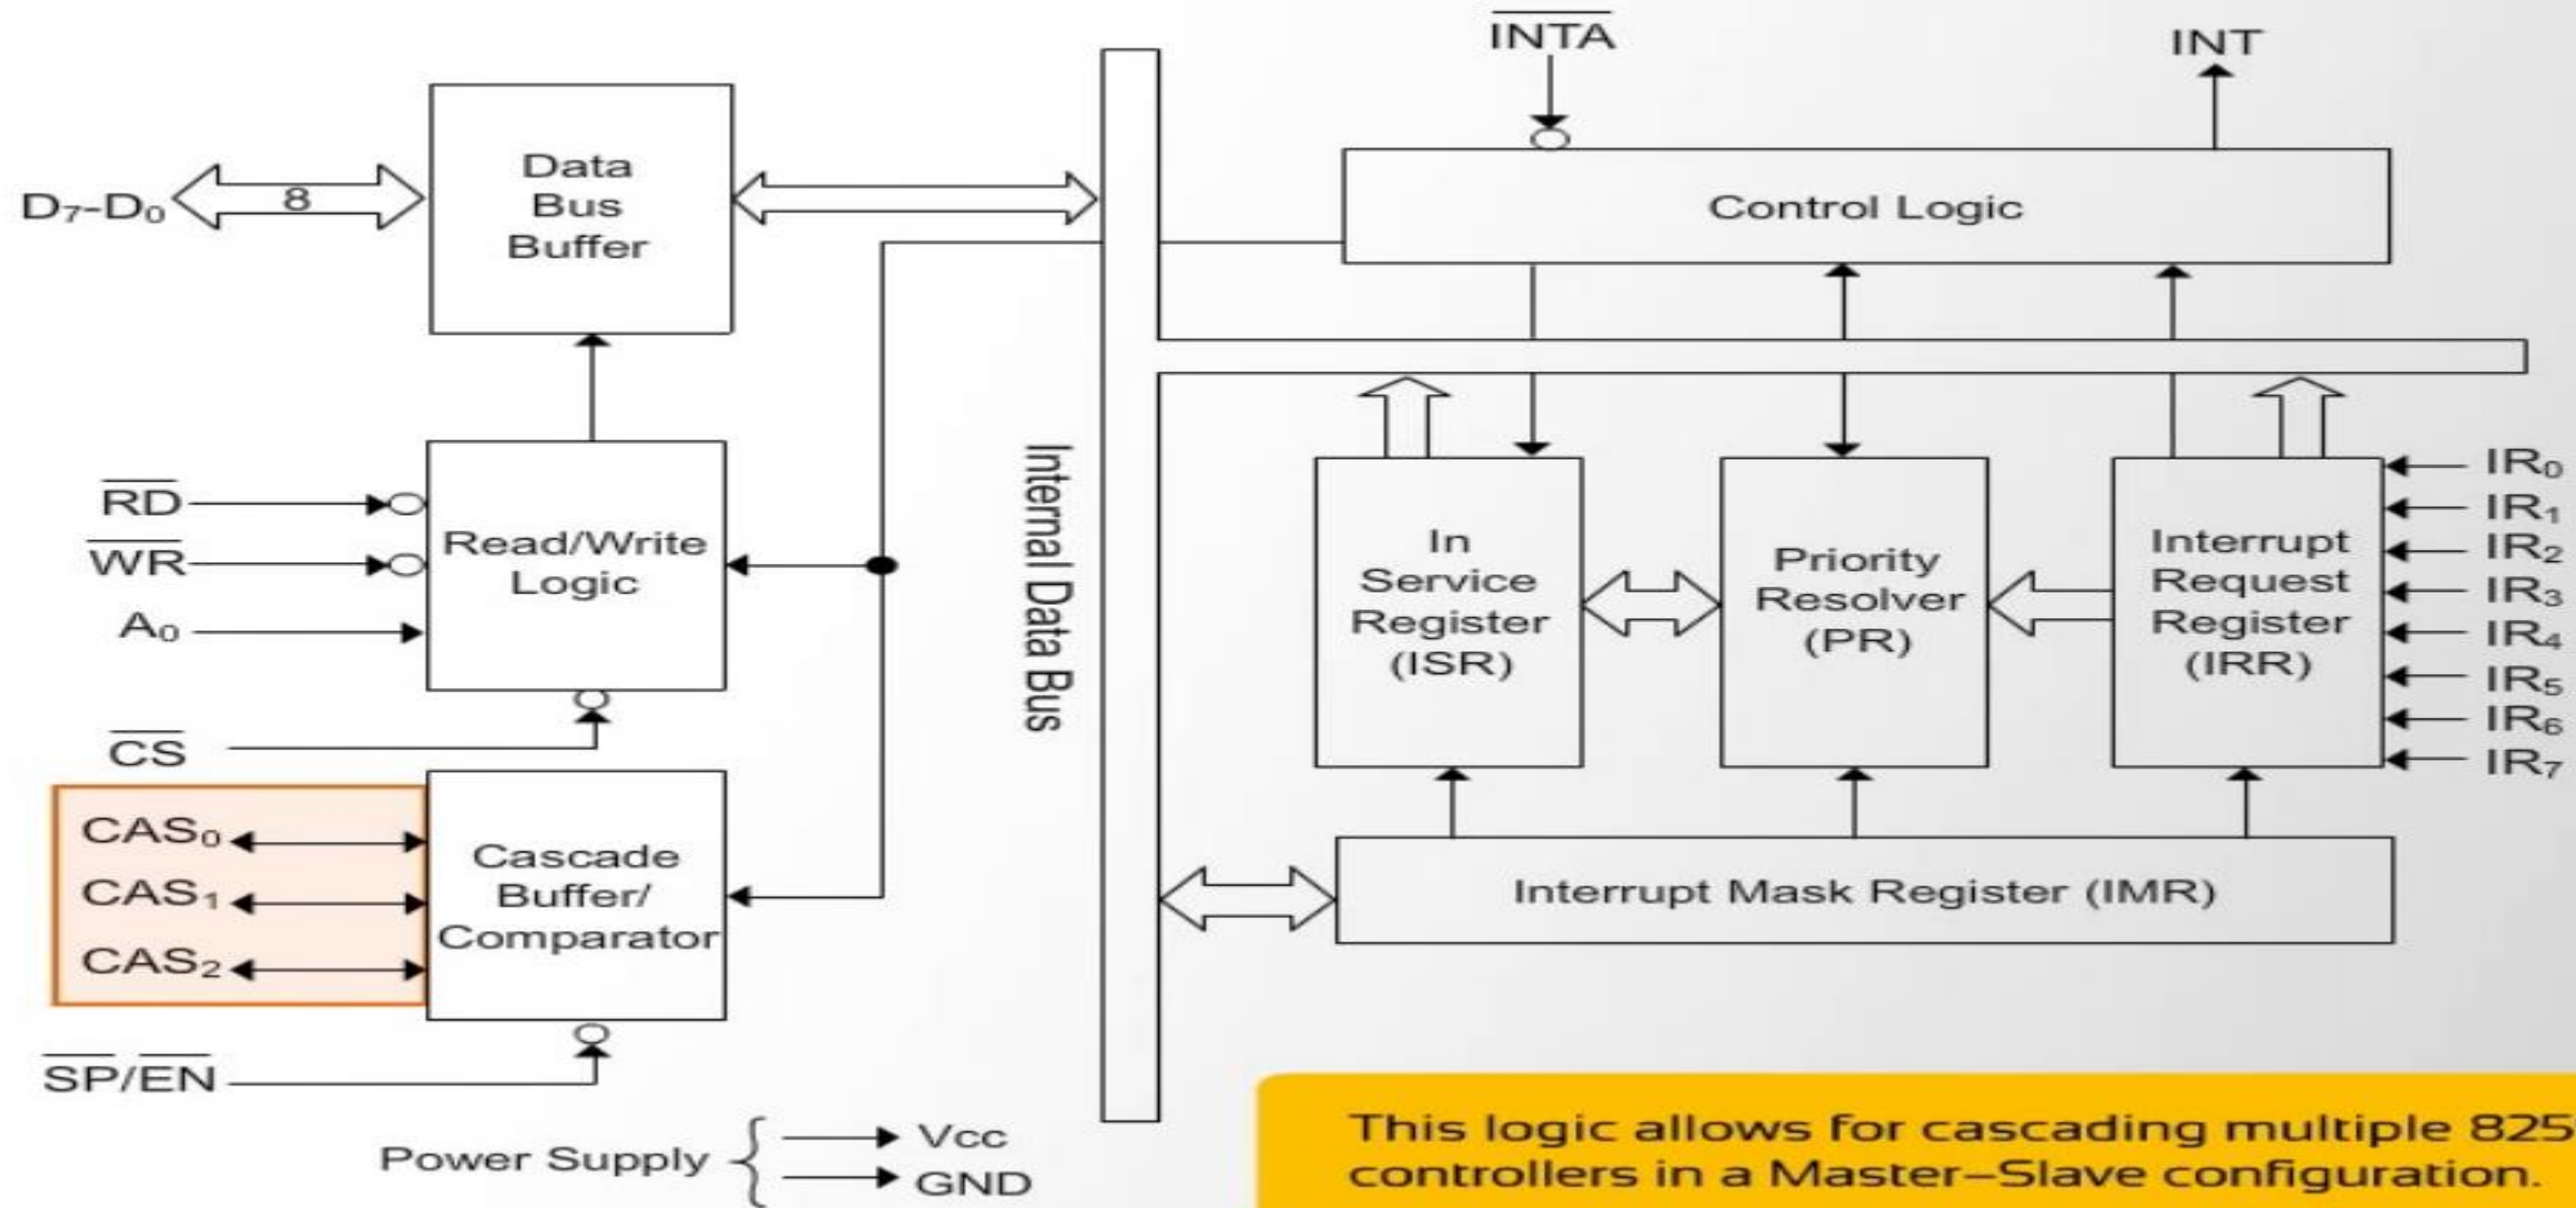 INTA
INT
Data
Bus
Buffer
D7-D0
8
Control Logic
Internal Data Bus
RD
WR
A0
Read/Write
Logic
CS
In
Service
Register
(ISR)
Priority
Resolver
(PR)
Interrupt
Request
Register
(IRR)
IR0
IR1
IR2
IR3
IR4
IR5
IR6
IR7
CAS0
CAS1
CAS2
Cascade
Buffer/
Comparator
Interrupt Mask Register (IMR)
SP/EN
Power Supply
Vcc
GND
This logic allows for cascading multiple 825
controllers in a Master–Slave configuration.